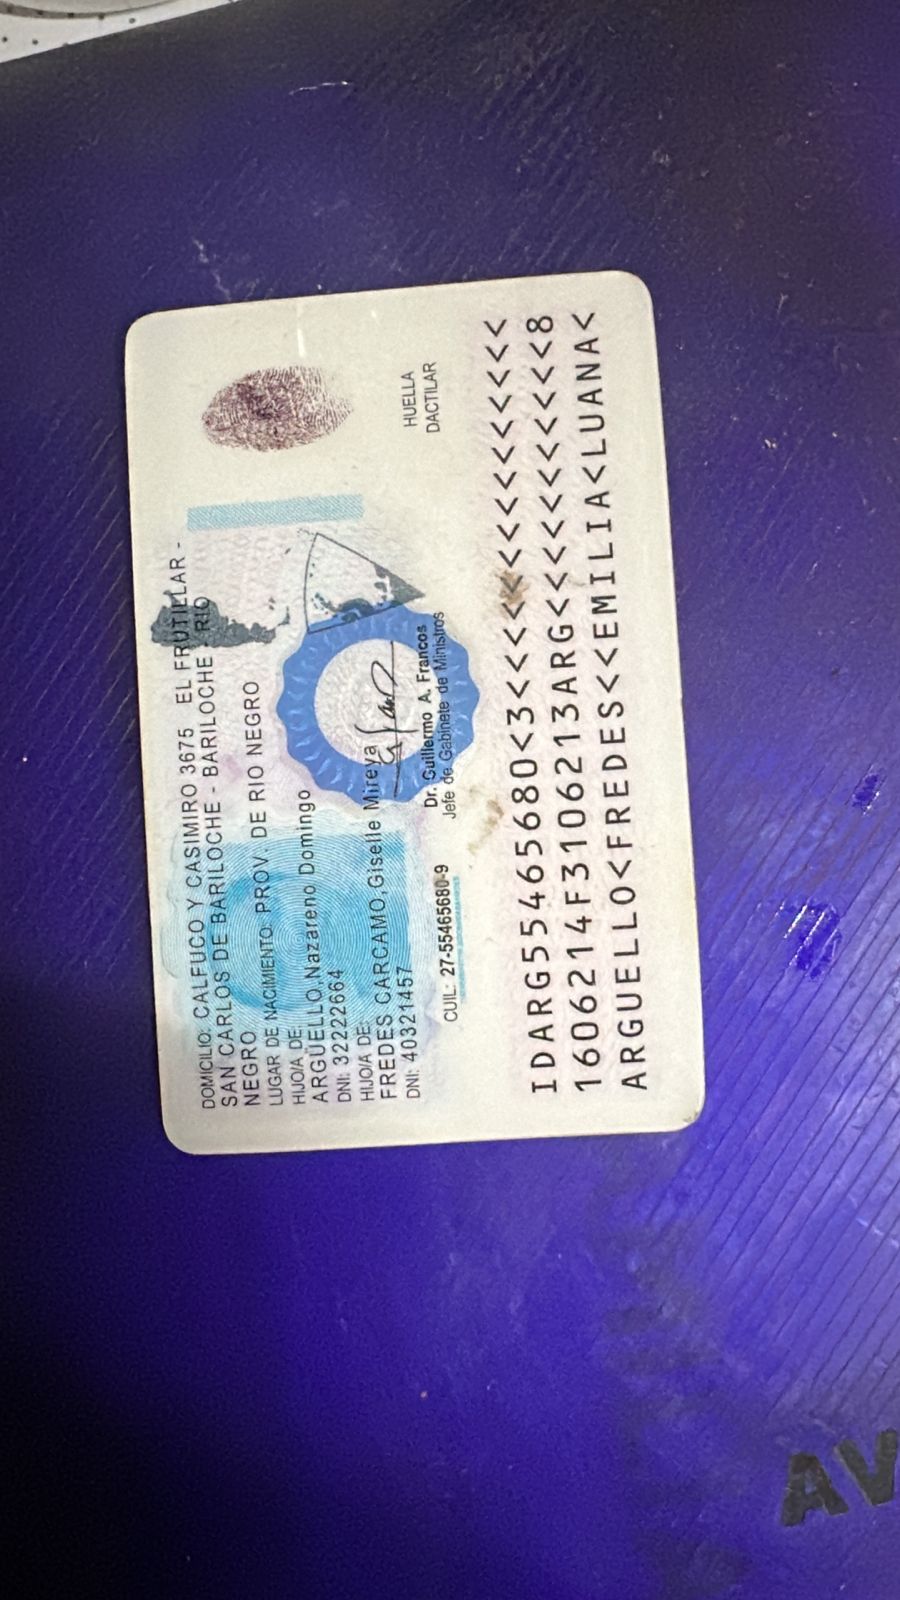 DOMICILIO: CALFUCO Y CASIMIRO 3675 EL FRUTILLAR -
SAN CARLOS DE BARILOCHE - BARILOCHE - RIO
NEGRO
LUGAR DE NACIMIENTO: PROV. DE RIO NEGRO
HIJO/A DE:
ARGUELLO,Nazareno Domingo
DNI: 32222664
HIJO/A DE:
FREDES CARCAMO,Giselle Mireya
DNI: 40321457
Dr. Guillermo A. Francos
Jefe de Gabinete de Ministros
CUIL: 27-55465680-9
HUELLA
DACTILAR
IDARG55465680<3<<<<<<<<<<<<<<<
1606214F3106213ARG<<<<<<<<<<<8
ARGUELLO<FREDES<<EMILIA<LUANA<
AV